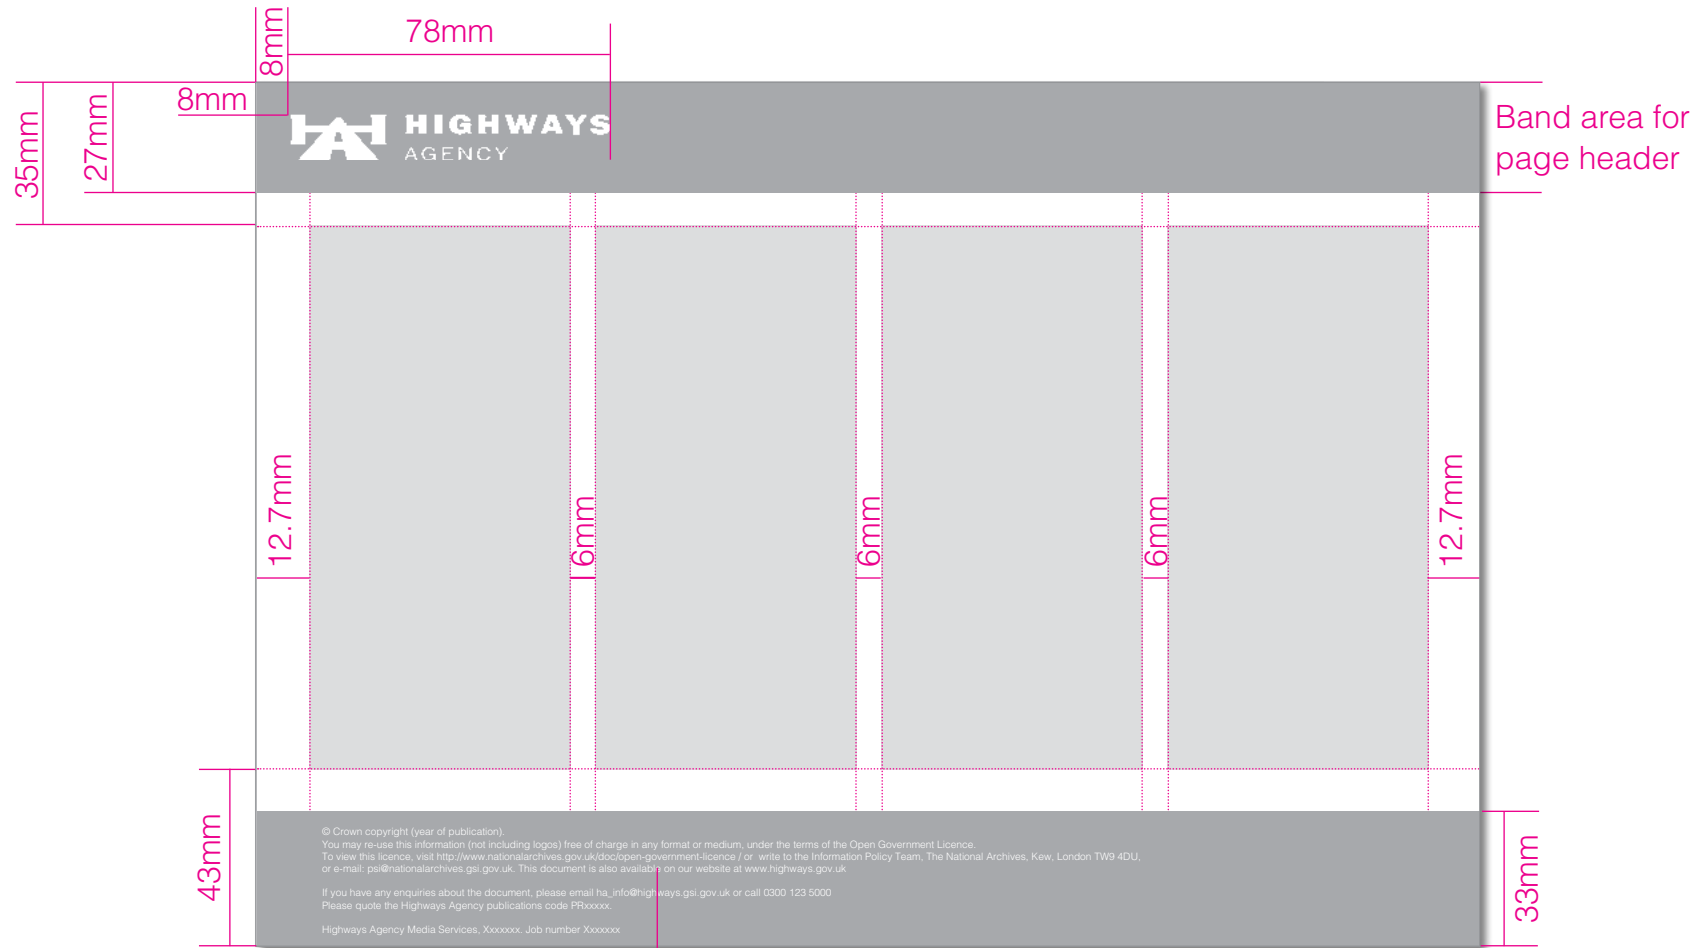 8mm
78mm
8mm
35mm
27mm
HIGHWAYS
AGENCY
Band area for
page header
12.7mm
6mm
6mm
6mm
12.7mm
43mm
33mm
© Crown copyright (year of publication).
You may re-use this information (not including logos) free of charge in any format or medium, under the terms of the Open Government Licence.
To view this licence, visit http://www.nationalarchives.gov.uk/doc/open-government-licence / or write to the Information Policy Team, The National Archives, Kew, London TW9 4DU,
or e-mail: psi@nationalarchives.gsi.gov.uk. This document is also available on our website at www.highways.gov.uk
If you have any enquiries about the document, please email ha_info@highways.gsi.gov.uk or call 0300 123 5000
Please quote the Highways Agency publications code PRxxxxx.
Highways Agency Media Services, Xxxxxxx. Job number Xxxxxxx